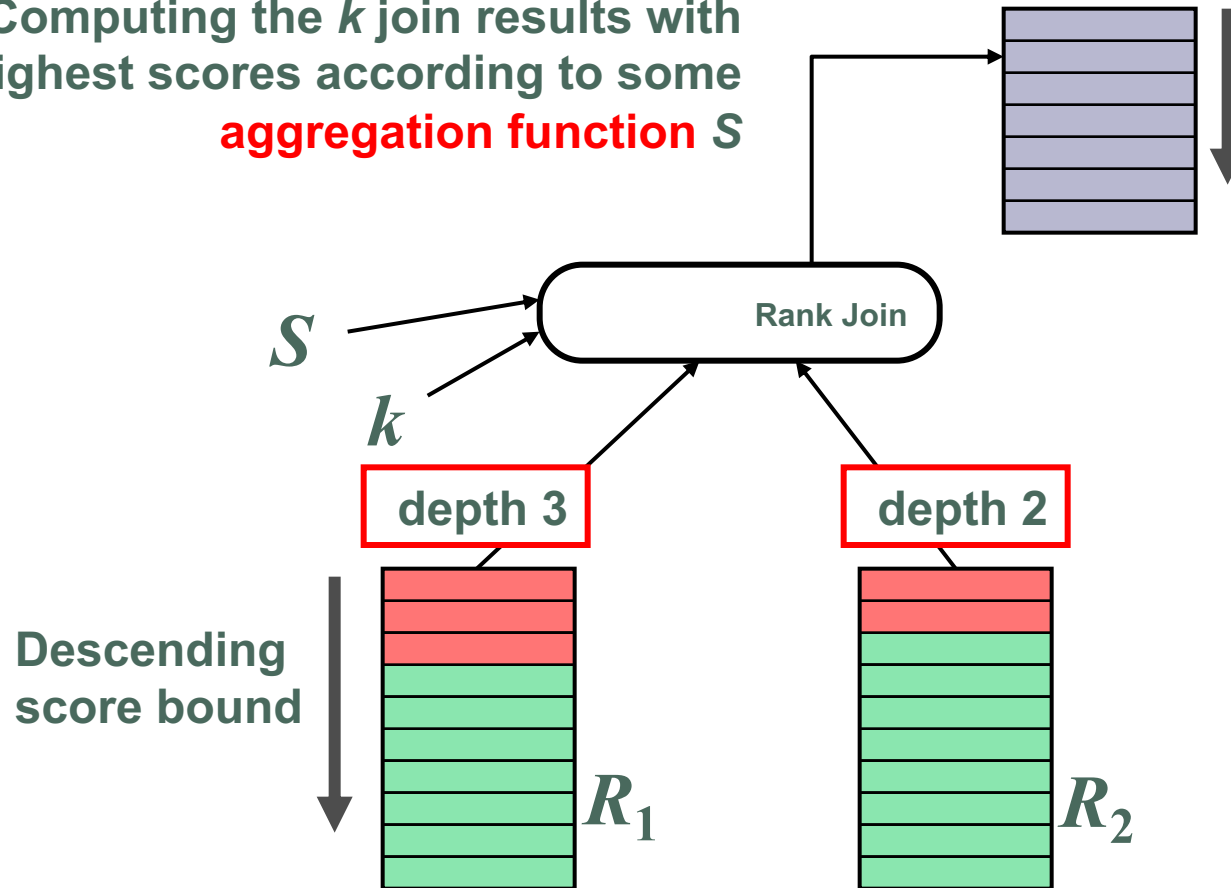 Computing the k join results with
ighest scores according to some
aggregation function S
Rank Join
S
k
depth 3
depth 2
Descending
score bound
R1
R2